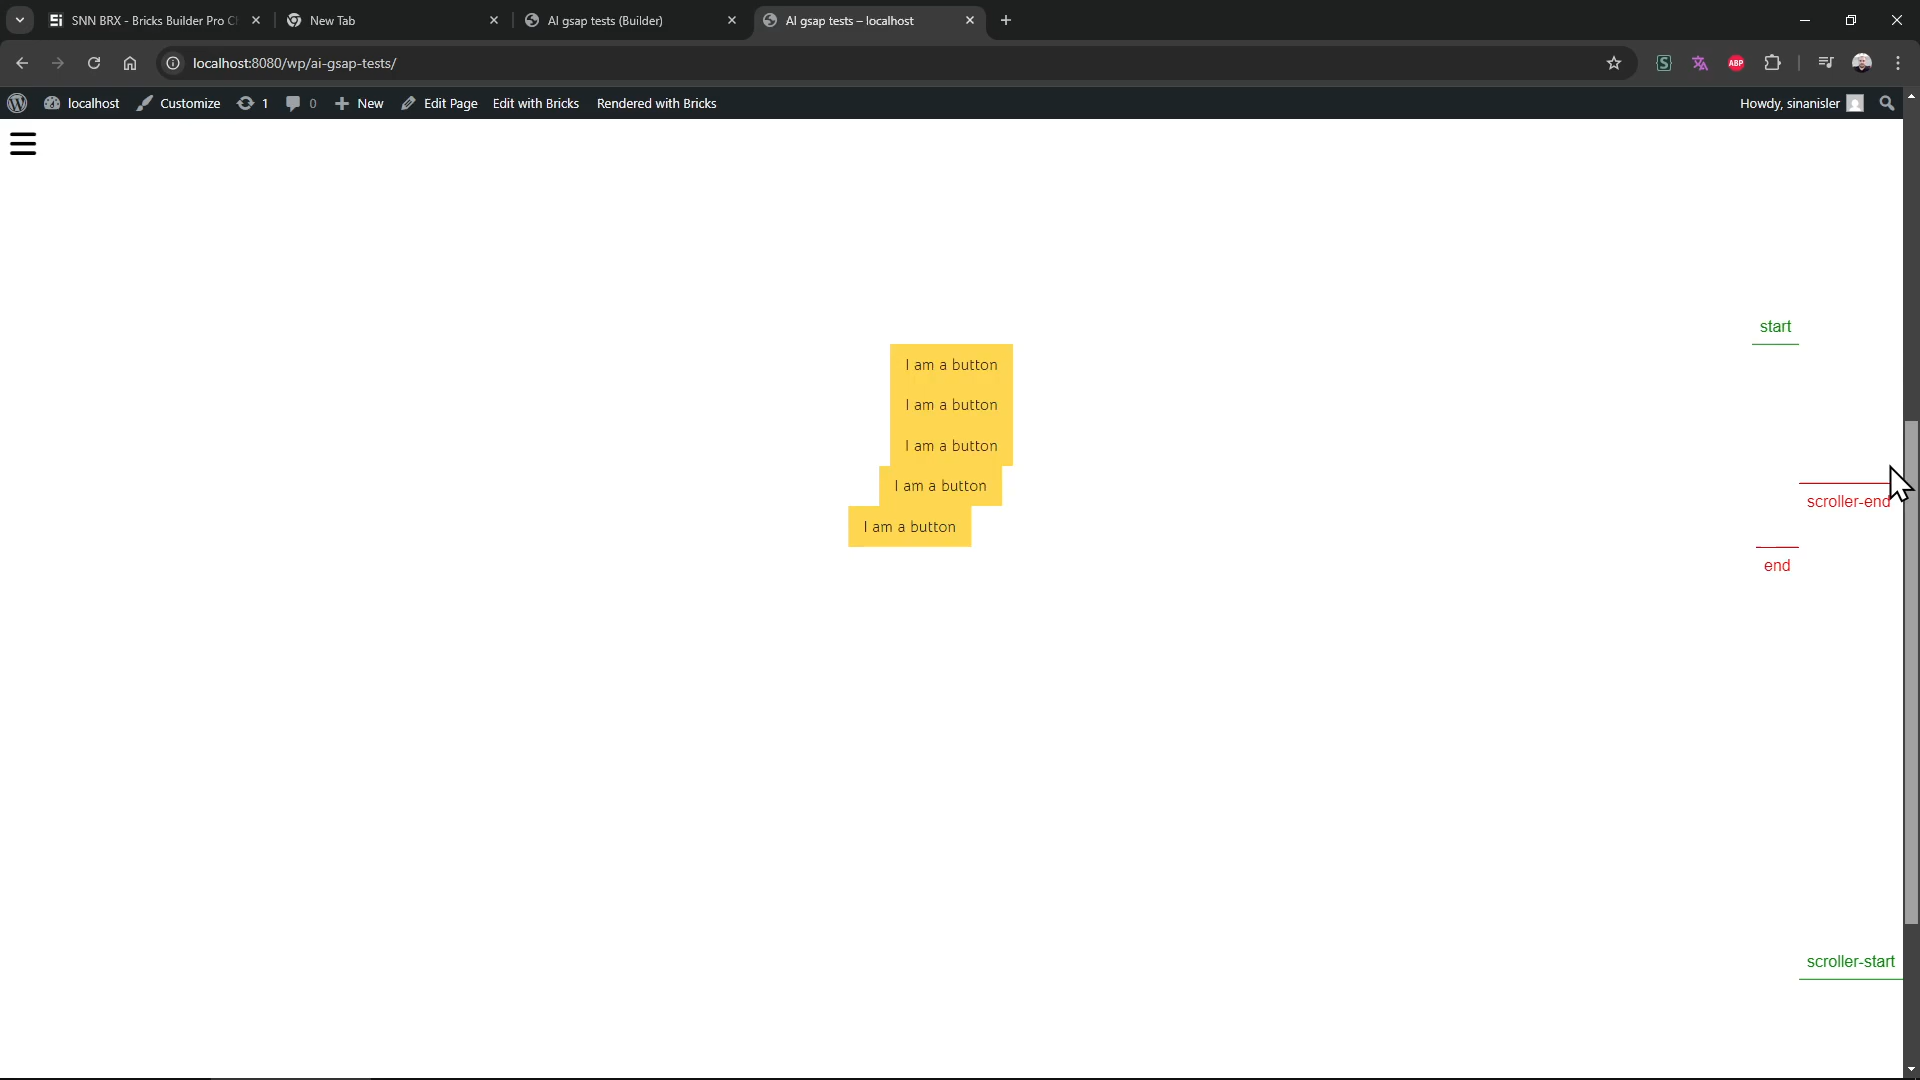 SNN BRX - Bricks Builder Pro Ch
New Tab
AI gsap tests (Builder)
AI gsap tests – localhost
localhost:8080/wp/ai-gsap-tests/
ABP
localhost
Customize
1
0
New
Edit Page
Edit with Bricks
Rendered with Bricks
Howdy, sinanisler
start
I am a button
I am a button
I am a button
I am a button
I am a button
scroller-end
end
scroller-start